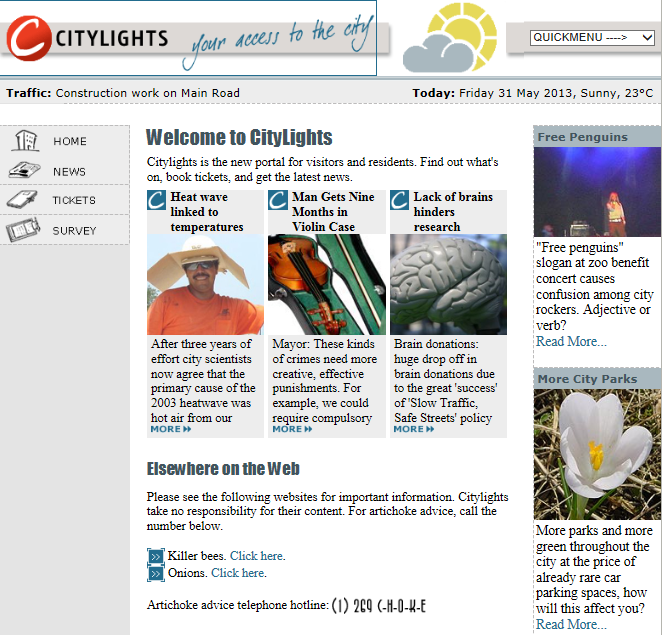 CITYLIGHTS
your access to the city
QUICKMENU ---->
Traffic: Construction work on Main Road
Today: Friday 31 May 2013, Sunny, 23°C
HOME
NEWS
TICKETS
SURVEY
Welcome to CityLights
Citylights is the new portal for visitors and residents. Find out what's
on, book tickets, and get the latest news.
Heat wave
linked to
temperatures
After three years of
effort city scientists
now agree that the
primary cause of the
2003 heatwave was
hot air from our
MORE
Man Gets Nine
Months in
Violin Case
Mayor: These kinds
of crimes need more
creative, effective
punishments. For
example, we could
require compulsory
MORE
Lack of brains
hinders
research
Brain donations:
huge drop off in
brain donations due
to the great 'success'
of 'Slow Traffic,
Safe Streets' policy
MORE
Elsewhere on the Web
Please see the following websites for important information. Citylights
take no responsibility for their content. For artichoke advice, call the
number below.
>> Killer bees. Click here.
>> Onions. Click here.
Artichoke advice telephone hotline: (1) 269 C-H-O-K-E
Free Penguins
"Free penguins"
slogan at zoo benefit
concert causes
confusion among city
rockers. Adjective or
verb?
Read More...
More City Parks
More parks and more
green throughout the
city at the price of
already rare car
parking spaces, how
will this affect you?
Read More...